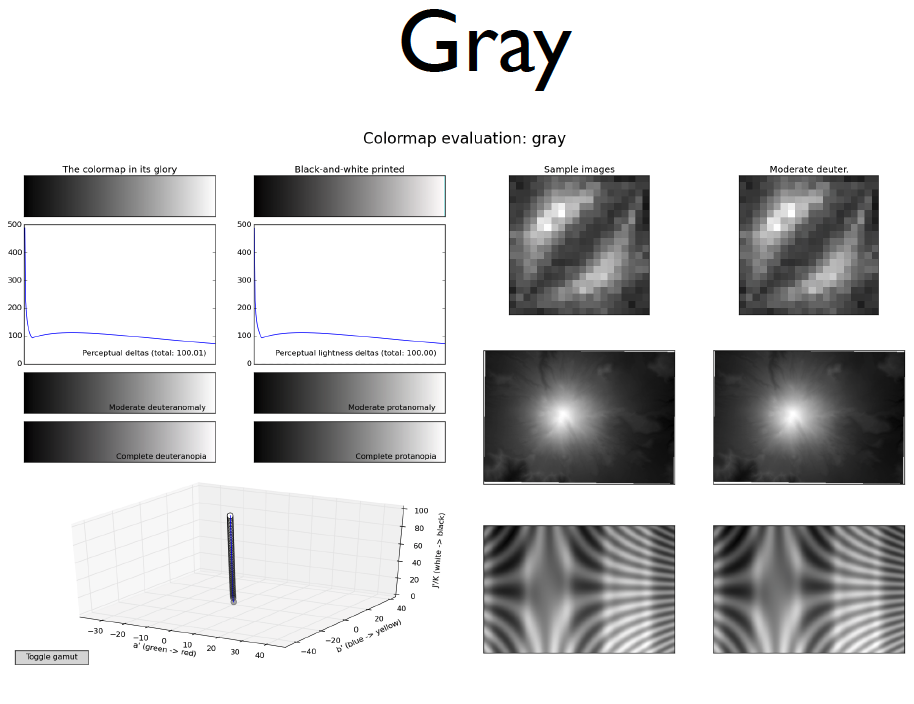 Gray
Colormap evaluation: gray
The colormap in its glory
Black-and-white printed
Sample images
Moderate deuter.
500
400
300
200
100
0
Perceptual deltas (total: 100.01)
500
400
300
200
100
0
Perceptual lightness deltas (total: 100.00)
Moderate deuteranomaly
Moderate protanomaly
Complete deuteranopia
Complete protanopia
100
80
60
40
20
0
J'/K (white -> black)
−30 −20 −10 0 10 20 30 40
a' (green -> red)
−40 −20 0 20 40
b' (blue -> yellow)
Toggle gamut